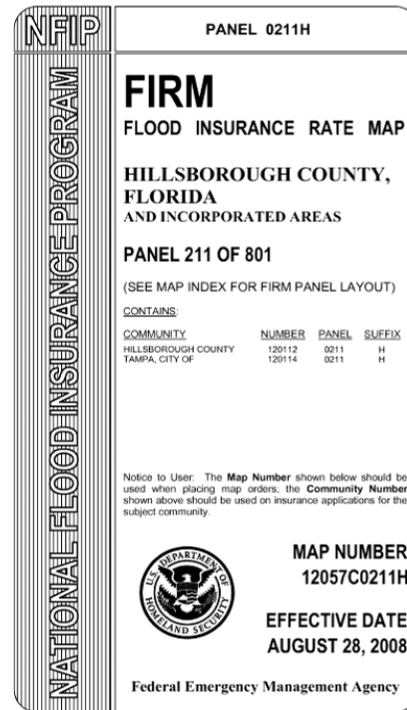 NFIP
PANEL 0211H
NATIONAL FLOOD INSURANCE PROGRAM
FIRM
FLOOD INSURANCE RATE MAP
HILLSBOROUGH COUNTY,
FLORIDA
AND INCORPORATED AREAS
PANEL 211 OF 801
(SEE MAP INDEX FOR FIRM PANEL LAYOUT)
CONTAINS:
COMMUNITY NUMBER PANEL SUFFIX
HILLSBOROUGH COUNTY 120112 0211 H
TAMPA, CITY OF 120114 0211 H
Notice to User: The Map Number shown below should be
used when placing map orders; the Community Number
shown above should be used on insurance applications for the
subject community.
U.S. DEPARTMENT OF HOMELAND SECURITY
MAP NUMBER
12057C0211H
EFFECTIVE DATE
AUGUST 28, 2008
Federal Emergency Management Agency